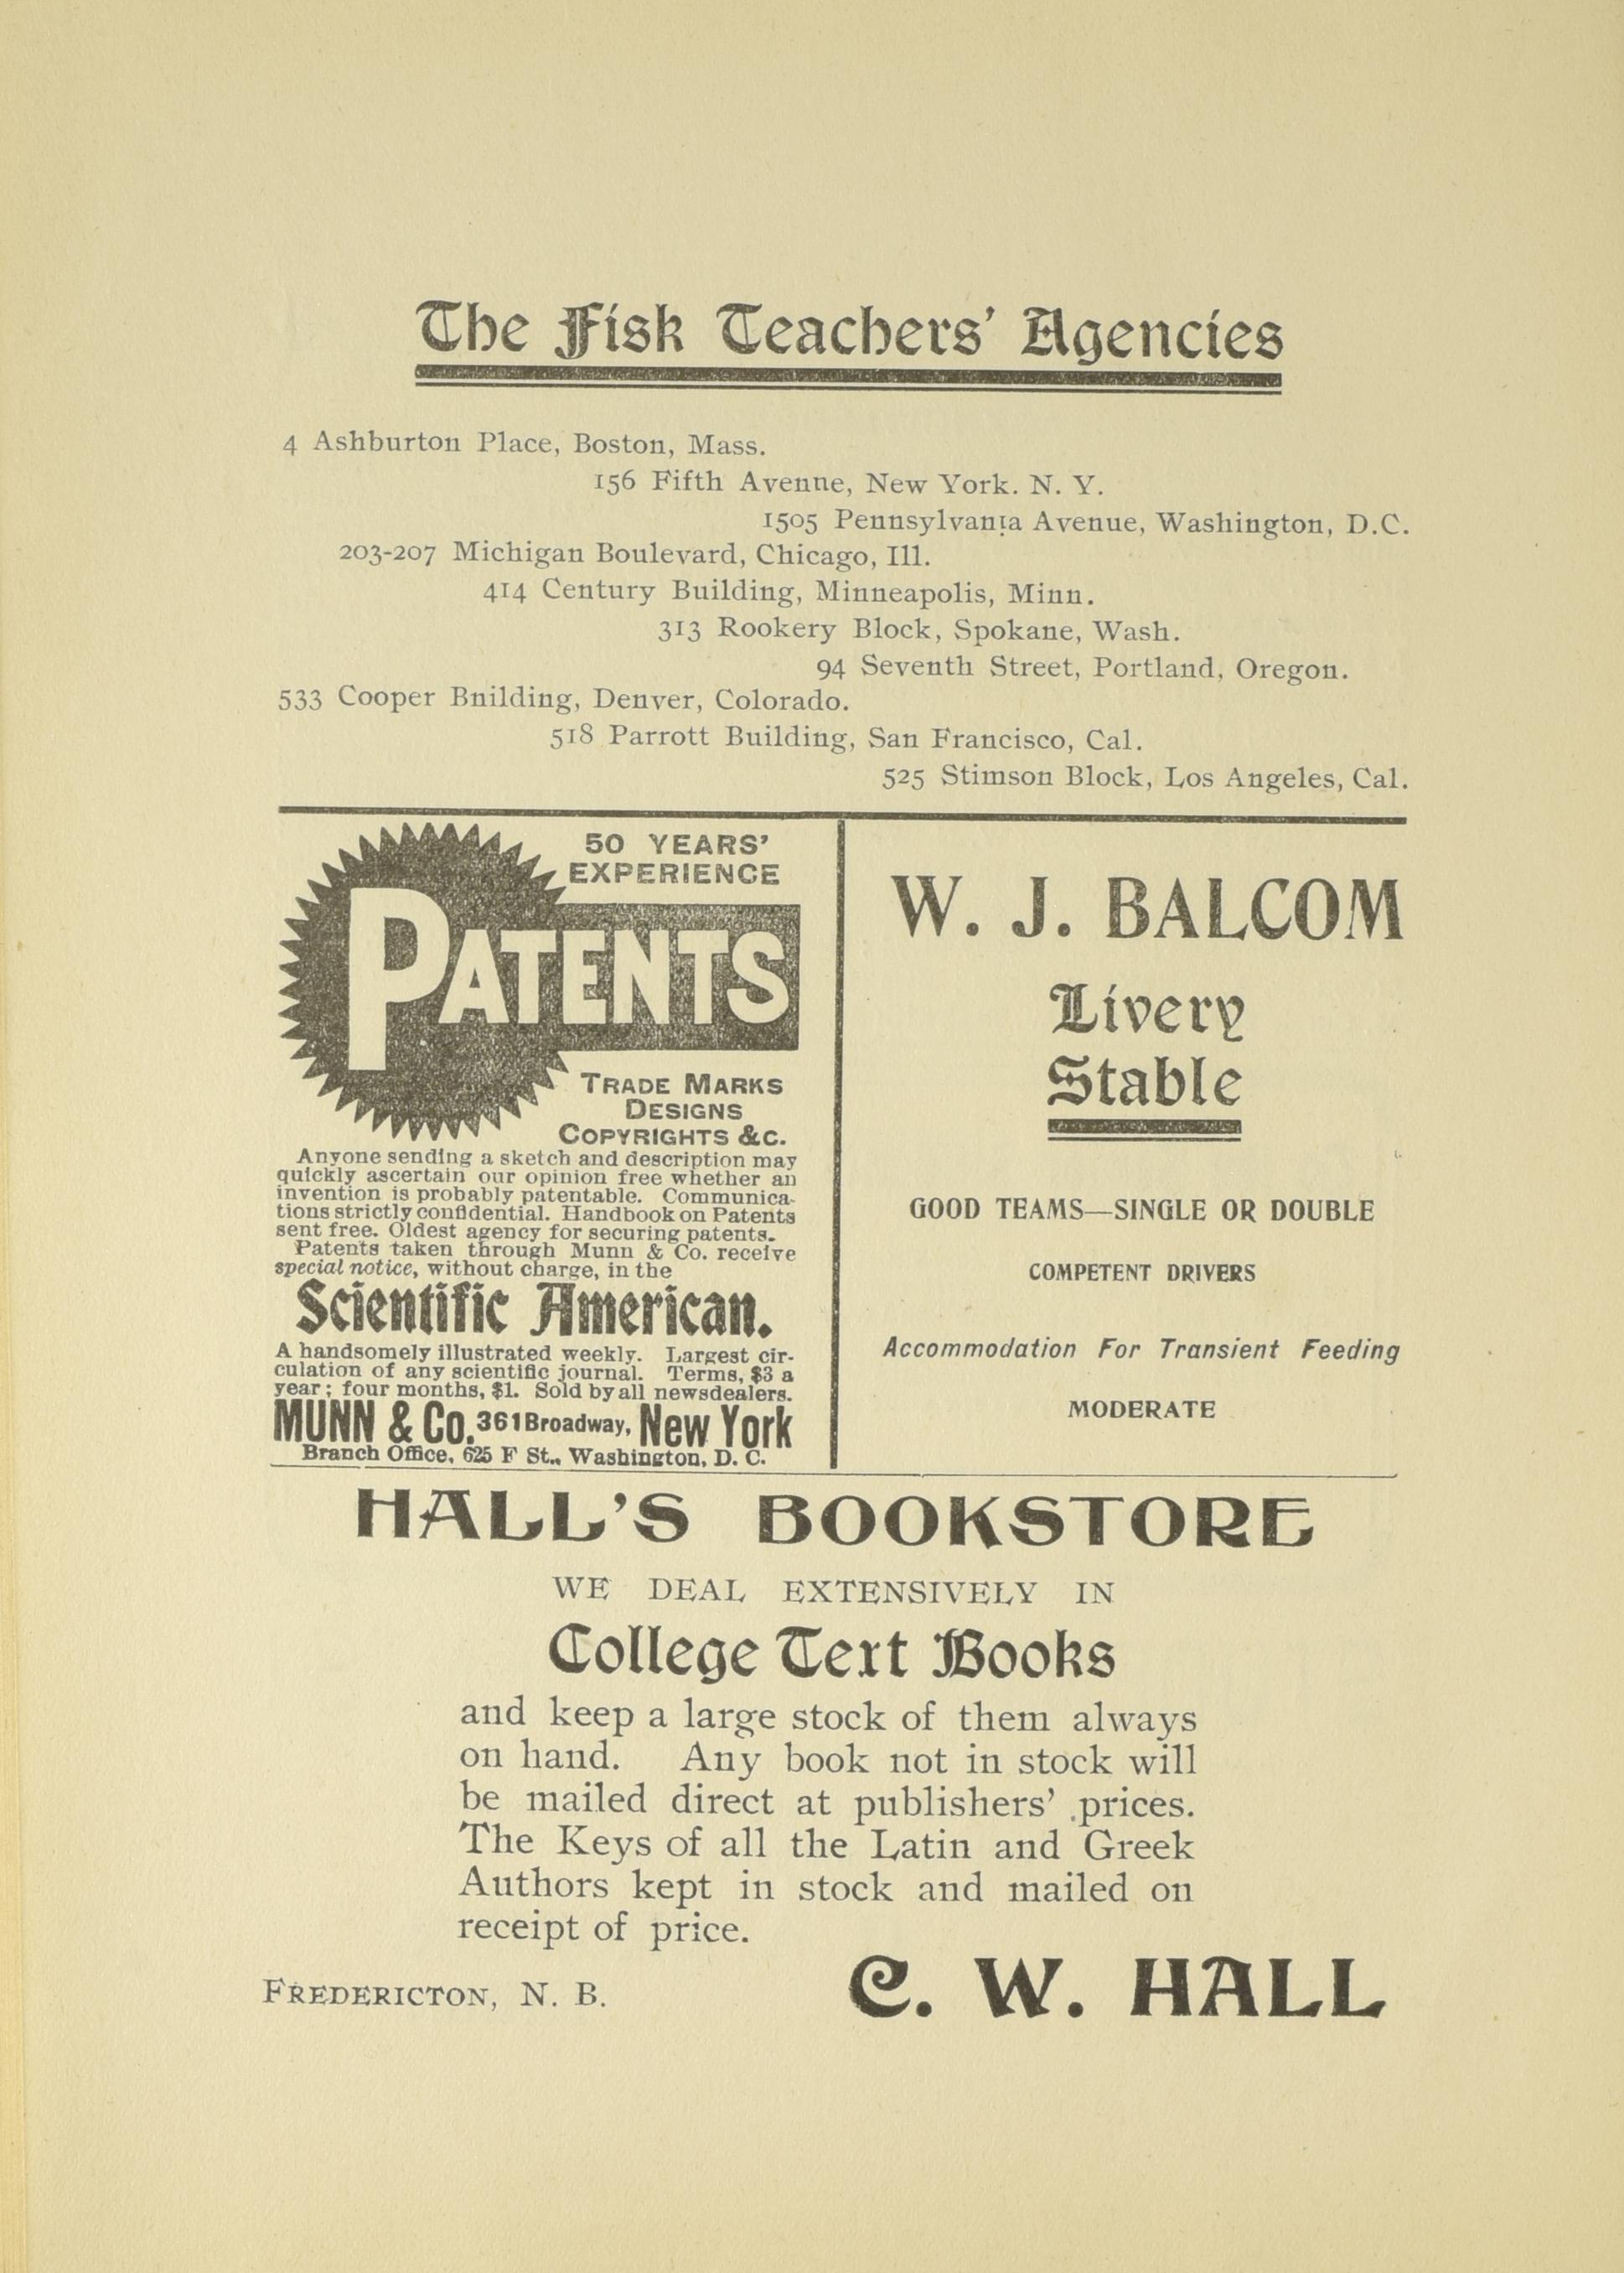 The Fisk Teachers' Agencies
4 Ashburton Place, Boston, Mass.
156 Fifth Avenne, New York. N. Y.
1505 Pennsylvania Avenue, Washington, D.C.
203-207 Michigan Boulevard, Chicago, Ill.
414 Century Building, Minneapolis, Minn.
313 Rookery Block, Spokane, Wash.
94 Seventh Street, Portland, Oregon.
533 Cooper Bnilding, Denver, Colorado.
518 Parrott Building, San Francisco, Cal.
525 Stimson Block, Los Angeles, Cal.
50 YEARS'
EXPERIENCE
PATENTS
TRADE MARKS
DESIGNS
COPYRIGHTS &C.
Anyone sending a sketch and description may
quickly ascertain our opinion free whether an
invention is probably patentable. Communica-
tions strictly confidential. Handbook on Patents
sent free. Oldest agency for securing patents.
Patents taken through Munn & Co. receive
special notice, without charge, in the
Scientific American.
A handsomely illustrated weekly. Largest cir-
culation of any scientific journal. Terms, $3 a
year; four months, $1. Sold by all newsdealers.
MUNN & Co. 361 Broadway, New York
Branch Office, 625 F St., Washington, D. C.
W. J. BALCOM
Livery
Stable
GOOD TEAMS—SINGLE OR DOUBLE
COMPETENT DRIVERS
Accommodation For Transient Feeding
MODERATE
HALL'S BOOKSTORE
WE DEAL EXTENSIVELY IN
College Text Books
and keep a large stock of them always
on hand. Any book not in stock will
be mailed direct at publishers' prices.
The Keys of all the Latin and Greek
Authors kept in stock and mailed on
receipt of price.
FREDERICTON, N. B.
C. W. HALL